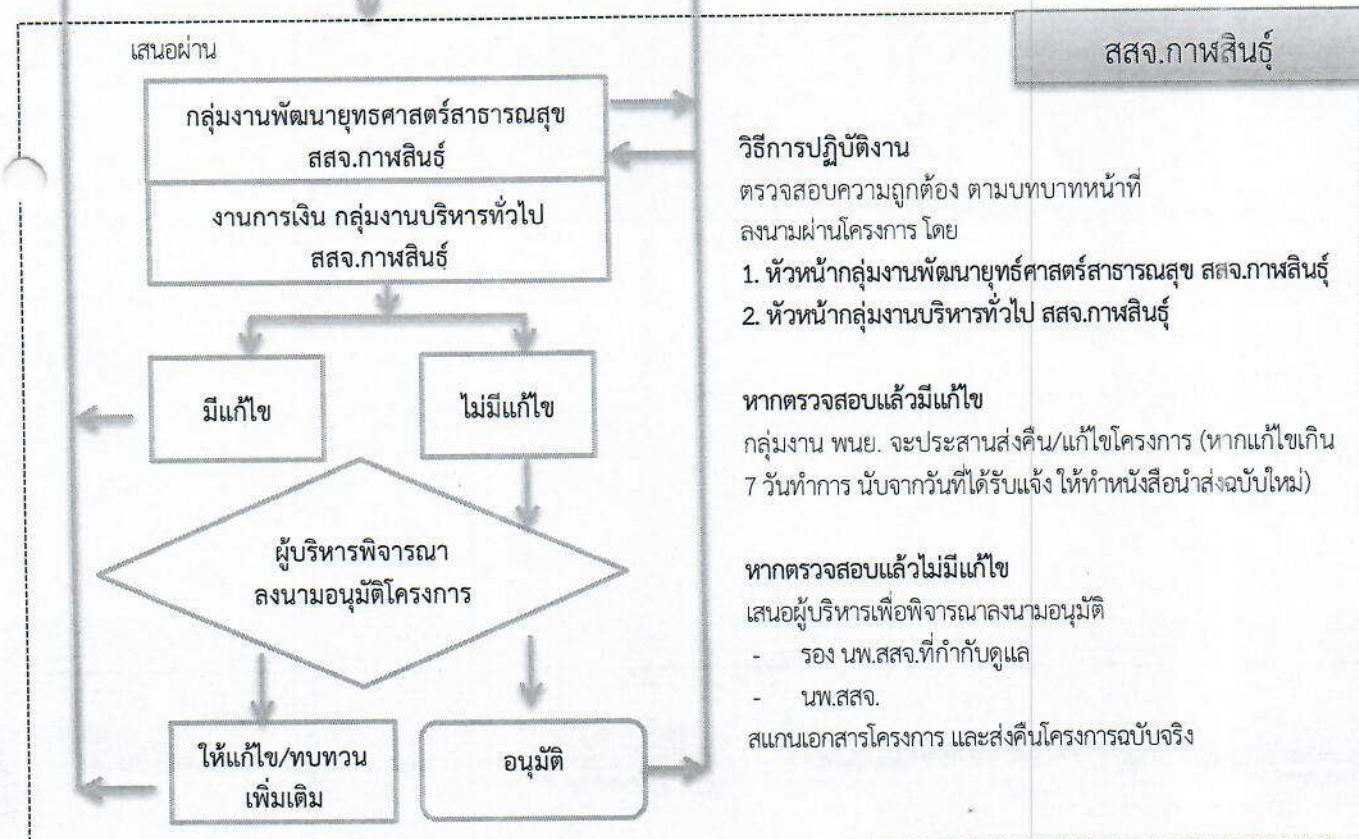 สสจ.กาฬสินธุ์
เสนอผ่าน
กลุ่มงานพัฒนายุทธศาสตร์สาธารณสุข
สสจ.กาฬสินธุ์
งานการเงิน กลุ่มงานบริหารทั่วไป
สสจ.กาฬสินธุ์
มีแก้ไข
ไม่มีแก้ไข
ผู้บริหารพิจารณา
ลงนามอนุมัติโครงการ
ให้แก้ไข/ทบทวน
เพิ่มเติม
อนุมัติ
วิธีการปฏิบัติงาน
ตรวจสอบความถูกต้อง ตามบทบาทหน้าที่
ลงนามผ่านโครงการ โดย
1. หัวหน้ากลุ่มงานพัฒนายุทธ์ศาสตร์สาธารณสุข สสจ.กาฬสินธุ์
2. หัวหน้ากลุ่มงานบริหารทั่วไป สสจ.กาฬสินธุ์
หากตรวจสอบแล้วมีแก้ไข
กลุ่มงาน พนย. จะประสานส่งคืน/แก้ไขโครงการ (หากแก้ไขเกิน
7 วันทำการ นับจากวันที่ได้รับแจ้ง ให้ทำหนังสือนำส่งฉบับใหม่)
หากตรวจสอบแล้วไม่มีแก้ไข
เสนอผู้บริหารเพื่อพิจารณาลงนามอนุมัติ
- รอง นพ.สสจ.ที่กำกับดูแล
- นพ.สสจ.
สแกนเอกสารโครงการ และส่งคืนโครงการฉบับจริง